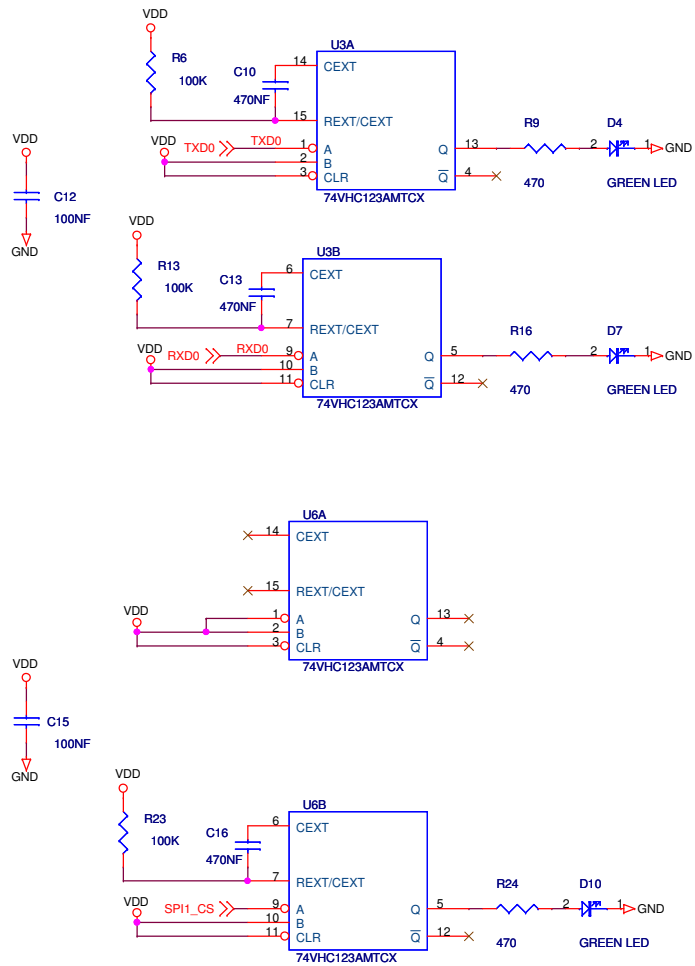 VDD
R6
100K
C10
470NF
U3A
14
CEXT
15
REXT/CEXT
VDD
TXD0
TXD0
1
A
2
B
3
CLR
Q
13
Q
4
74VHC123AMTCX
R9
470
D4
2
1
GND
GREEN LED
VDD
C12
100NF
GND
VDD
R13
100K
C13
470NF
U3B
6
CEXT
7
REXT/CEXT
VDD
RXD0
RXD0
9
A
10
B
11
CLR
Q
5
Q
12
74VHC123AMTCX
R16
470
D7
2
1
GND
GREEN LED
U6A
14
CEXT
15
REXT/CEXT
VDD
1
A
2
B
3
CLR
Q
13
Q
4
74VHC123AMTCX
VDD
C15
100NF
GND
VDD
R23
100K
C16
470NF
U6B
6
CEXT
7
REXT/CEXT
VDD
SPI1_CS
9
A
10
B
11
CLR
Q
5
Q
12
74VHC123AMTCX
R24
470
D10
2
1
GND
GREEN LED